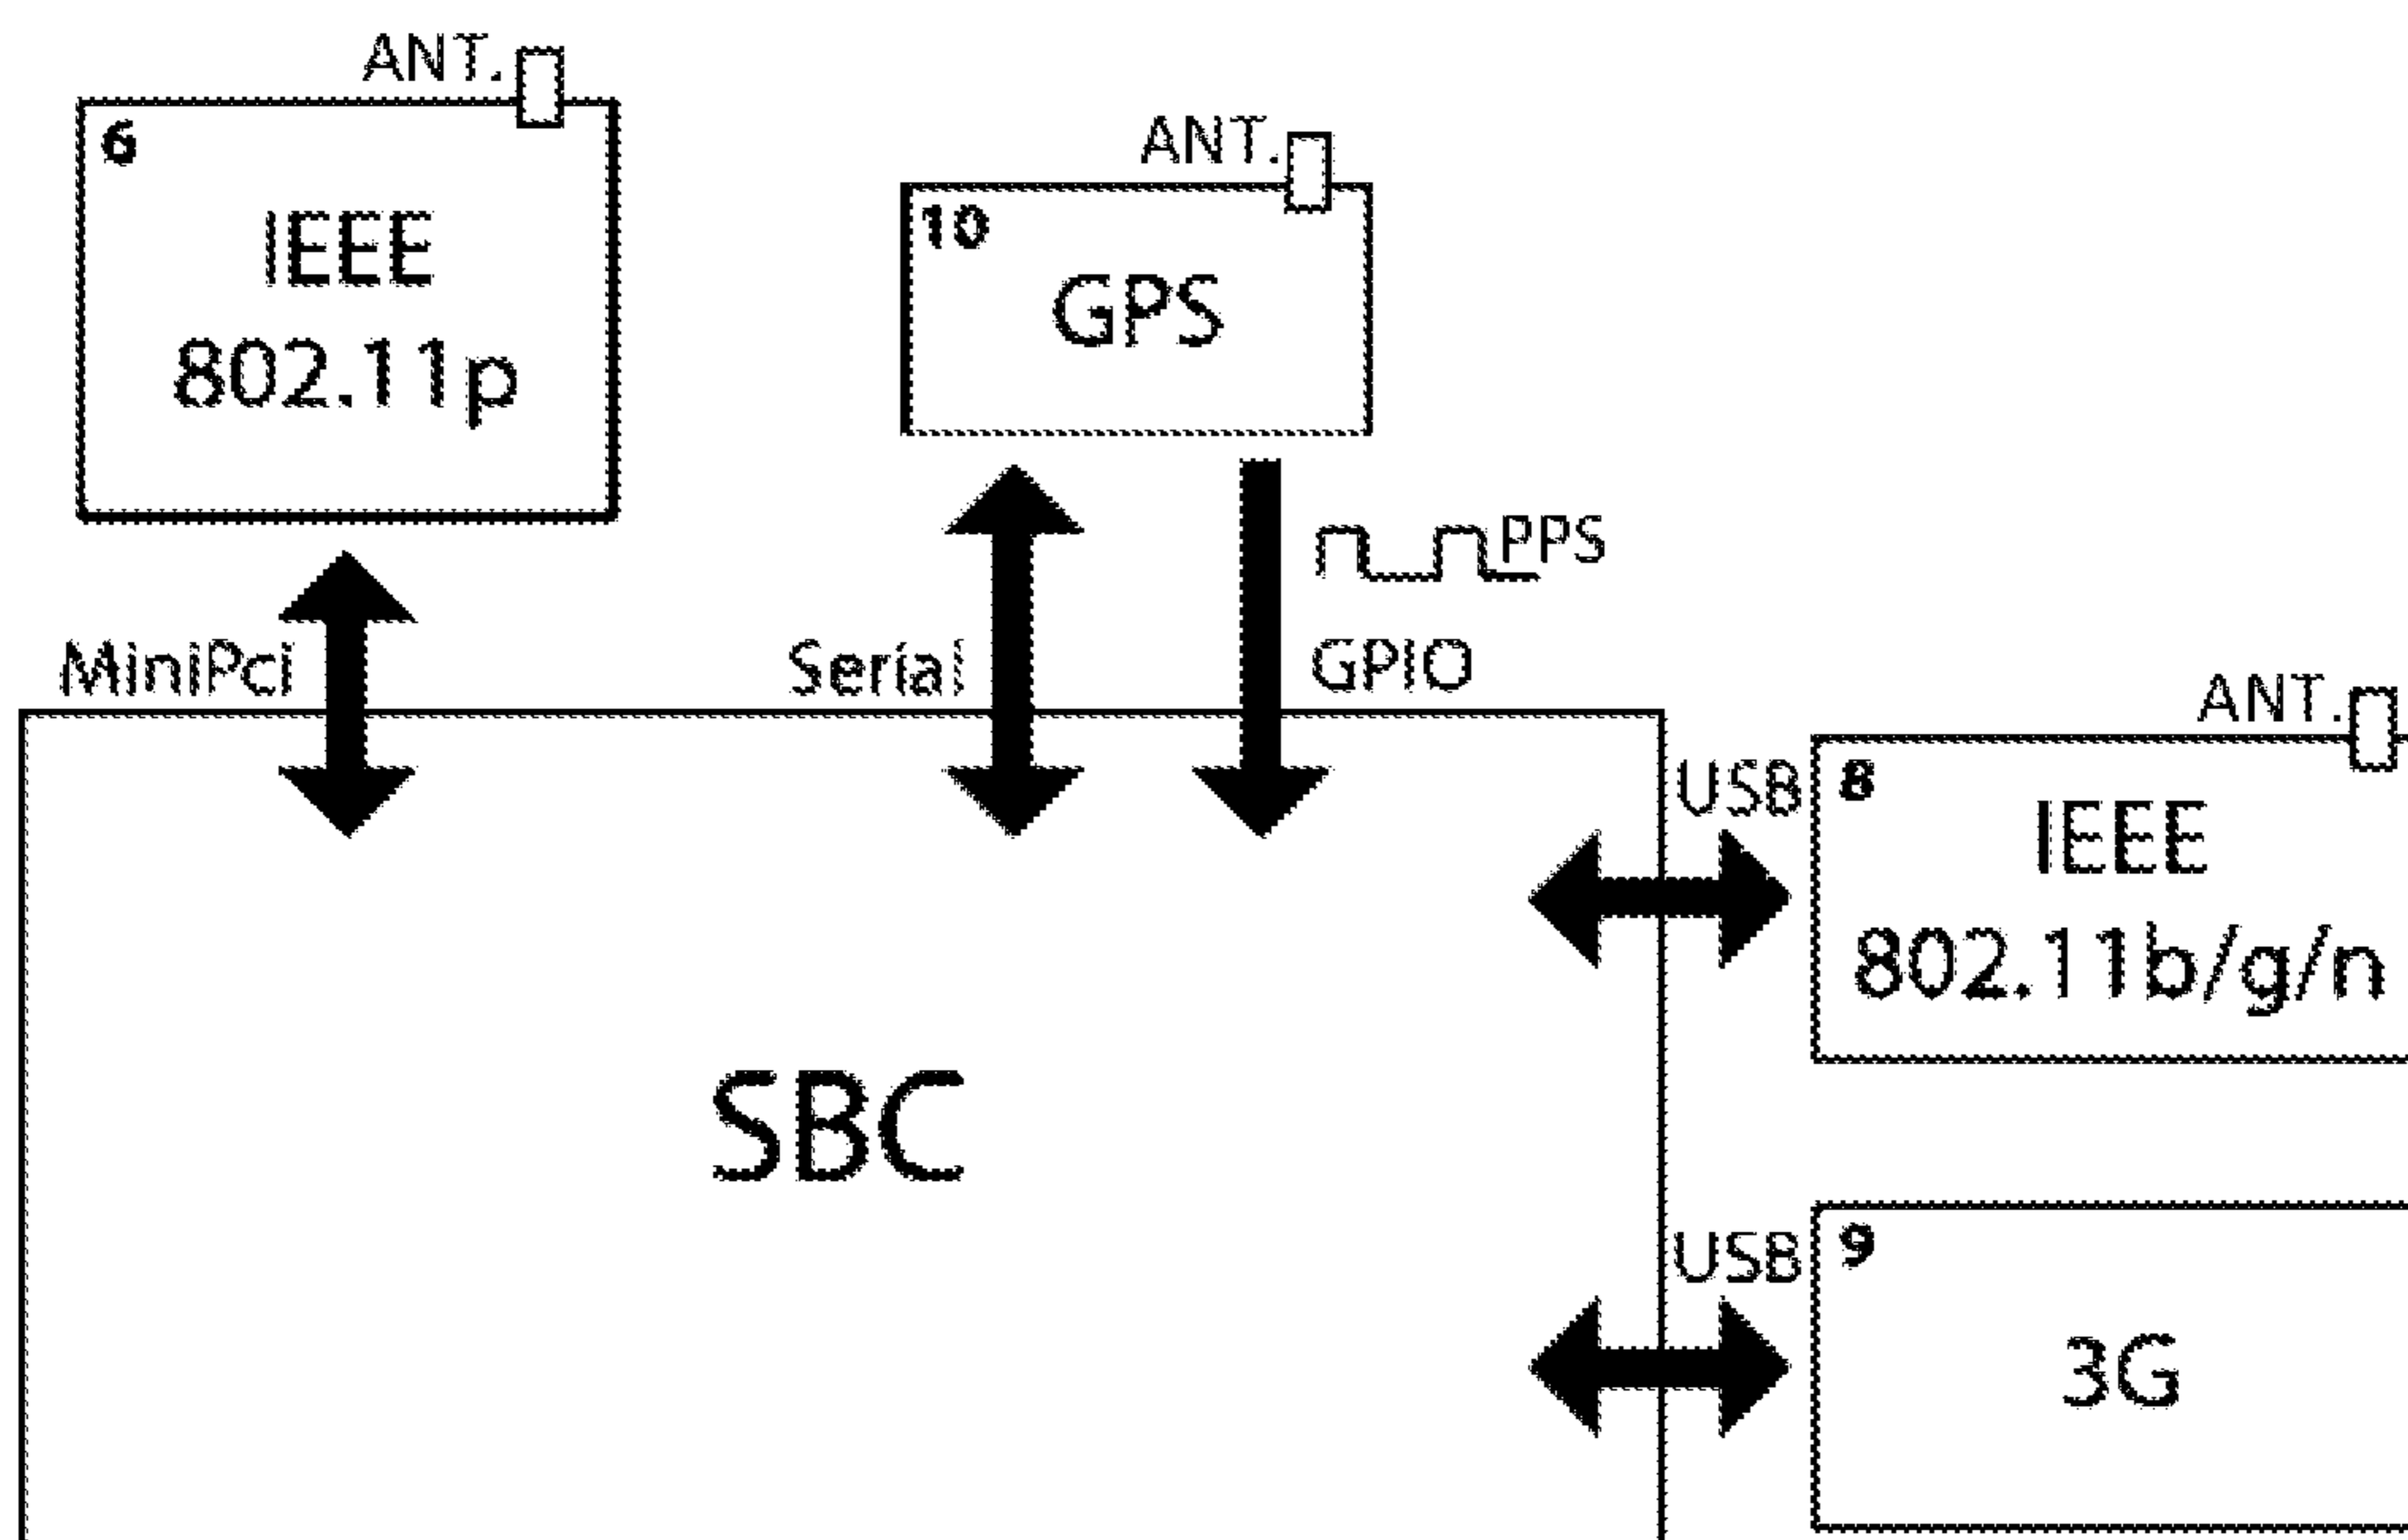 ANT.
6
IEEE
802.11p
ANT.
10
GPS
PPS
MiniPci
Serial
GPIO
ANT.
USB
8
IEEE
802.11b/g/n
SBC
USB
9
3G